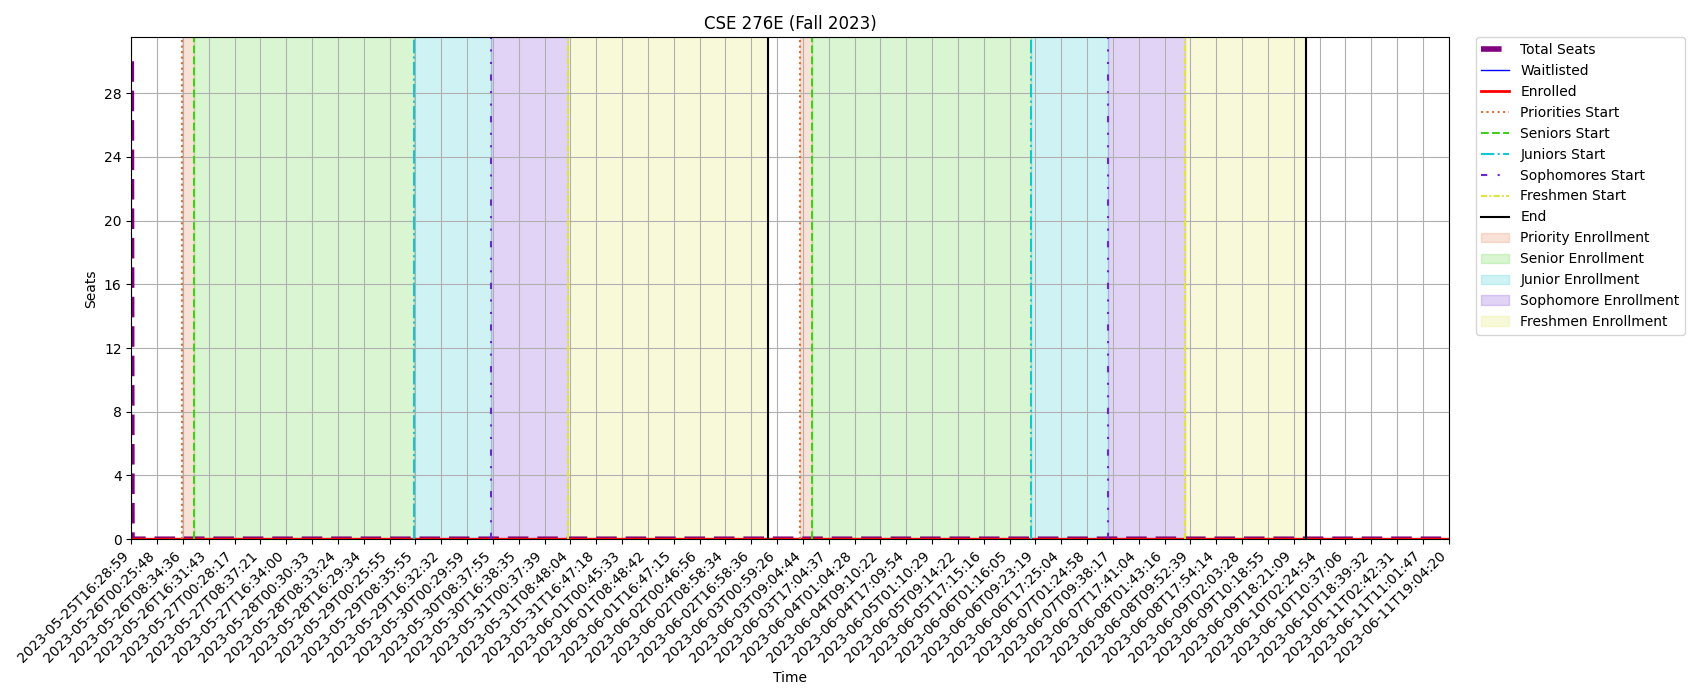 CSE 276E (Fall 2023)
Seats
28
24
20
16
12
8
4
0
2023-05-25T16:28:59
2023-05-26T00:25:48
2023-05-26T08:34:36
2023-05-26T16:31:43
2023-05-27T00:28:17
2023-05-27T08:37:21
2023-05-27T16:34:00
2023-05-28T00:30:33
2023-05-28T08:33:24
2023-05-28T16:29:34
2023-05-29T00:25:55
2023-05-29T08:35:55
2023-05-29T16:32:32
2023-05-30T00:29:59
2023-05-30T08:37:55
2023-05-30T16:38:35
2023-05-31T00:37:39
2023-05-31T08:48:04
2023-05-31T16:47:18
2023-06-01T00:45:33
2023-06-01T08:48:42
2023-06-01T16:47:15
2023-06-02T00:46:56
2023-06-02T08:58:34
2023-06-02T16:58:36
2023-06-03T00:59:26
2023-06-03T09:04:44
2023-06-03T17:04:37
2023-06-04T01:04:28
2023-06-04T09:10:22
2023-06-04T17:09:54
2023-06-05T01:10:29
2023-06-05T09:14:22
2023-06-05T17:15:16
2023-06-06T01:16:05
2023-06-06T09:23:19
2023-06-06T17:25:04
2023-06-07T01:24:58
2023-06-07T09:38:17
2023-06-07T17:41:04
2023-06-08T01:43:16
2023-06-08T09:52:39
2023-06-08T17:54:14
2023-06-09T02:03:28
2023-06-09T10:18:55
2023-06-09T18:21:09
2023-06-10T02:24:54
2023-06-10T10:37:06
2023-06-10T18:39:32
2023-06-11T02:42:31
2023-06-11T11:01:47
2023-06-11T19:04:20
Time
Total Seats
Waitlisted
Enrolled
Priorities Start
Seniors Start
Juniors Start
Sophomores Start
Freshmen Start
End
Priority Enrollment
Senior Enrollment
Junior Enrollment
Sophomore Enrollment
Freshmen Enrollment